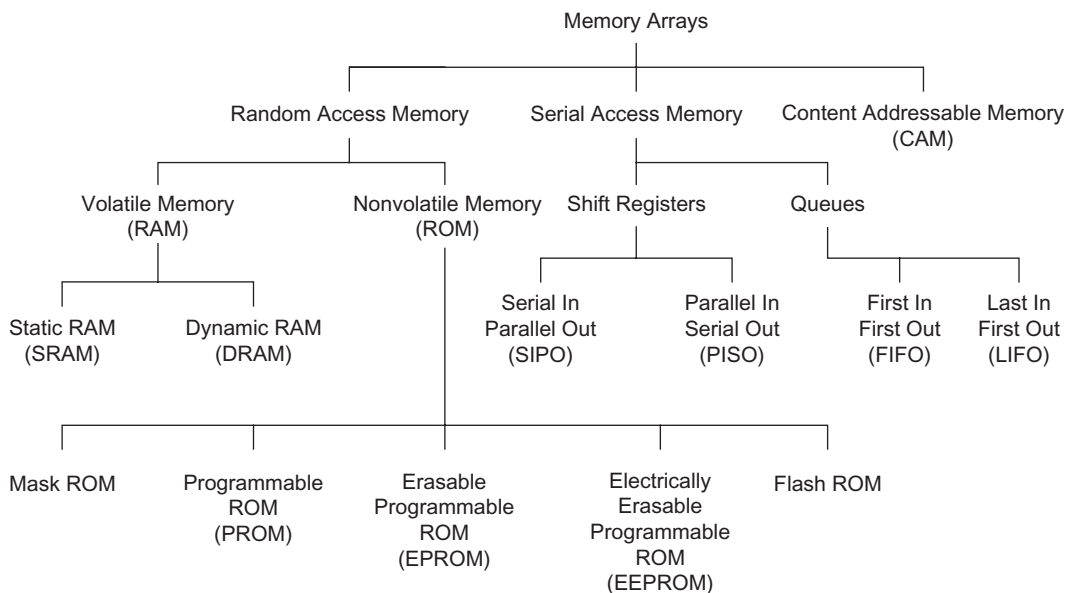 Memory Arrays
Random Access Memory
Serial Access Memory
Content Addressable Memory
(CAM)
Volatile Memory
(RAM)
Nonvolatile Memory
(ROM)
Shift Registers
Queues
Static RAM
(SRAM)
Dynamic RAM
(DRAM)
Serial In
Parallel Out
(SIPO)
Parallel In
Serial Out
(PISO)
First In
First Out
(FIFO)
Last In
First Out
(LIFO)
Mask ROM
Programmable
ROM
(PROM)
Erasable
Programmable
ROM
(EPROM)
Electrically
Erasable
Programmable
ROM
(EEPROM)
Flash ROM